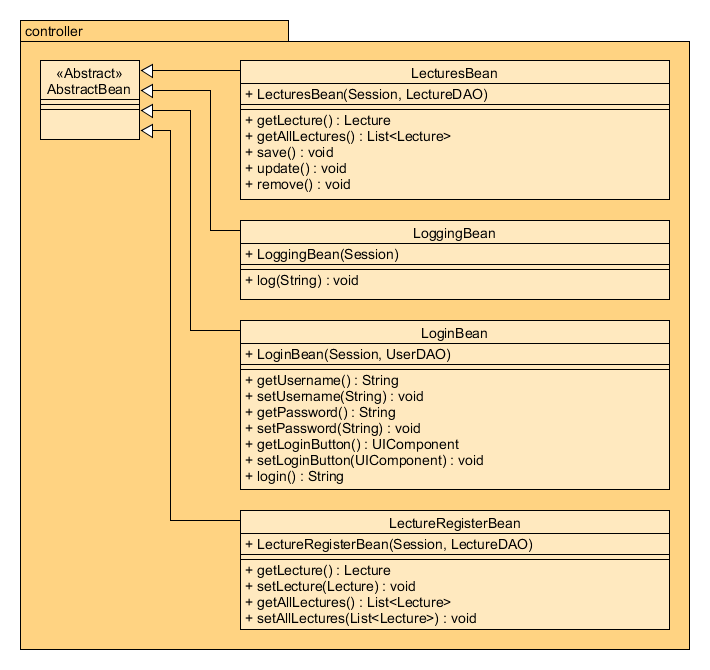 controller
«Abstract»
AbstractBean
LecturesBean
+ LecturesBean(Session, LectureDAO)
+ getLecture() : Lecture
+ getAllLectures() : List<Lecture>
+ save() : void
+ update() : void
+ remove() : void
LoggingBean
+ LoggingBean(Session)
+ log(String) : void
LoginBean
+ LoginBean(Session, UserDAO)
+ getUsername() : String
+ setUsername(String) : void
+ getPassword() : String
+ setPassword(String) : void
+ getLoginButton() : UIComponent
+ setLoginButton(UIComponent) : void
+ login() : String
LectureRegisterBean
+ LectureRegisterBean(Session, LectureDAO)
+ getLecture() : Lecture
+ setLecture(Lecture) : void
+ getAllLectures() : List<Lecture>
+ setAllLectures(List<Lecture>) : void